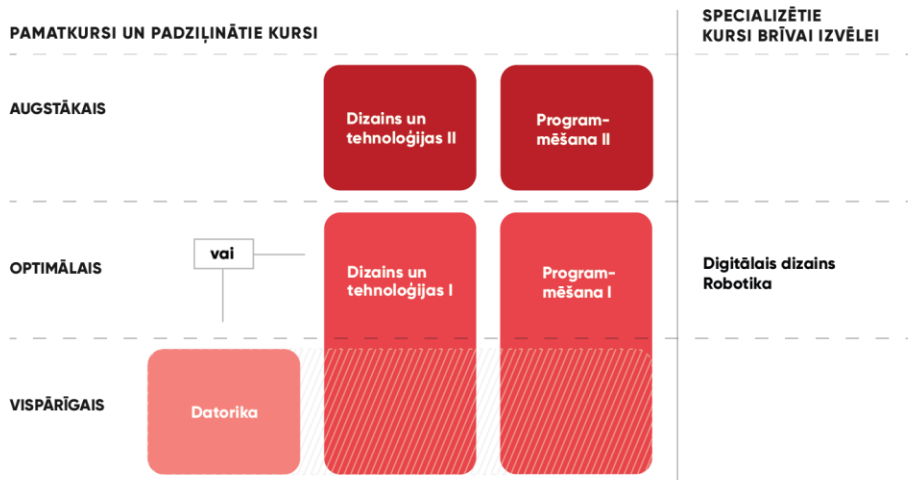 PAMATKURSI UN PADZIĻINĀTIE KURSI
SPECIALIZĒTIE
KURSI BRĪVAI IZVĒLEI
AUGSTĀKAIS
Dizains un
tehnoloģijas II
Program-
mēšana II
OPTIMĀLAIS
vai
Dizains un
tehnoloģijas I
Program-
mēšana I
Digitālais dizains
Robotika
VISPĀRĪGAIS
Datorika